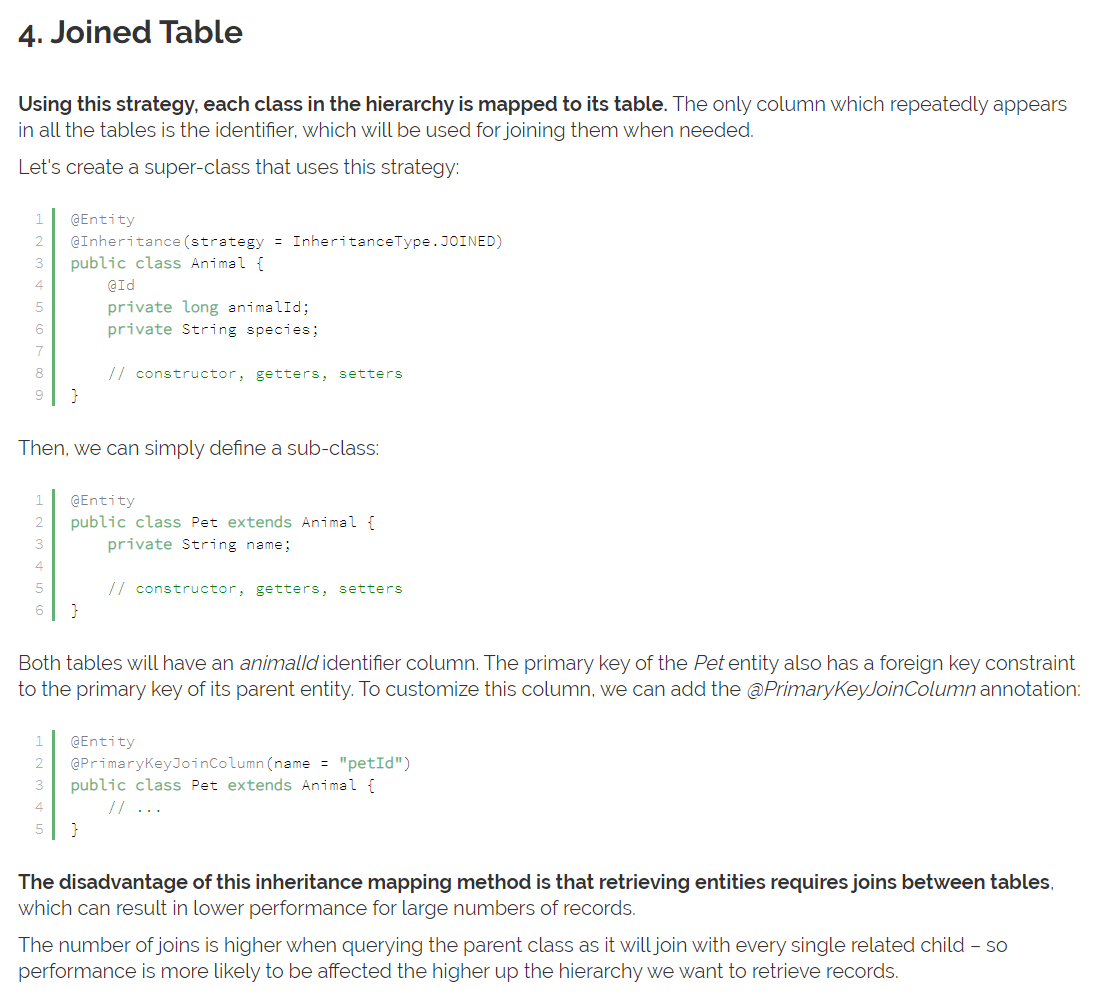 4. Joined Table
Using this strategy, each class in the hierarchy is mapped to its table. The only column which repeatedly appears
in all the tables is the identifier, which will be used for joining them when needed.
Let's create a super-class that uses this strategy:
1 @Entity
2 @Inheritance(strategy = InheritanceType.JOINED)
3 public class Animal {
4 @Id
5 private long animalId;
6 private String species;
7
8 // constructor, getters, setters
9 }
Then, we can simply define a sub-class:
1 @Entity
2 public class Pet extends Animal {
3 private String name;
4
5 // constructor, getters, setters
6 }
Both tables will have an animalId identifier column. The primary key of the Pet entity also has a foreign key constraint
to the primary key of its parent entity. To customize this column, we can add the @PrimaryKeyJoinColumn annotation:
1 @Entity
2 @PrimaryKeyJoinColumn(name = "petId")
3 public class Pet extends Animal {
4 // ...
5 }
The disadvantage of this inheritance mapping method is that retrieving entities requires joins between tables,
which can result in lower performance for large numbers of records.
The number of joins is higher when querying the parent class as it will join with every single related child – so
performance is more likely to be affected the higher up the hierarchy we want to retrieve records.